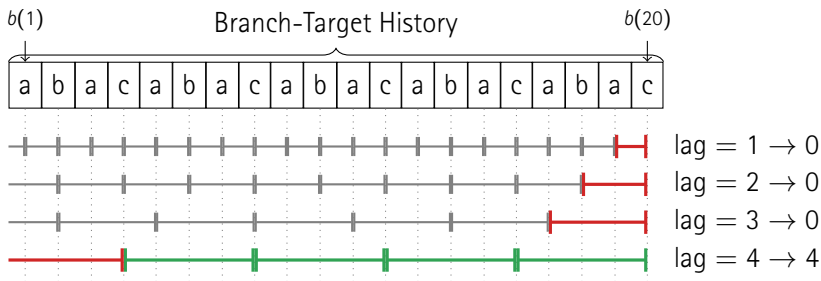 b(1) Branch-Target History b(20)
a b a c a b a c a b a c a b a c a b a c
lag = 1 → 0
lag = 2 → 0
lag = 3 → 0
lag = 4 → 4